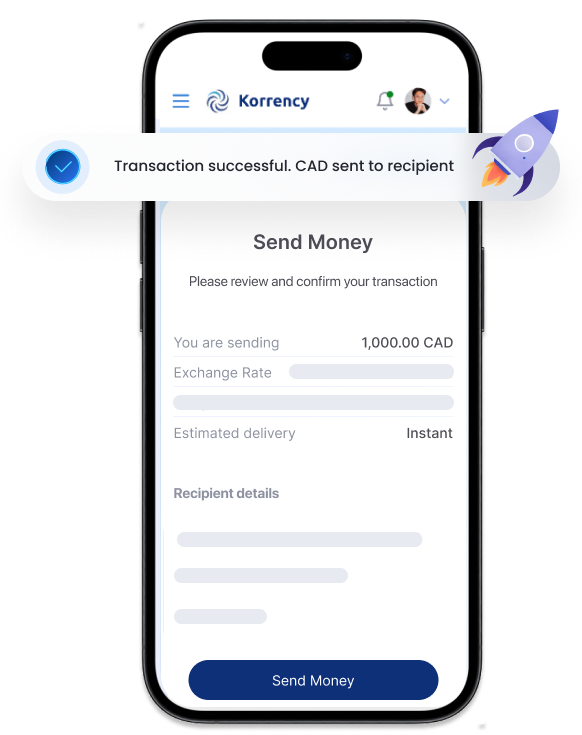 Korrency
Transaction successful. CAD sent to recipient
Send Money
Please review and confirm your transaction
You are sending 1,000.00 CAD
Exchange Rate
Estimated delivery Instant
Recipient details
Send Money